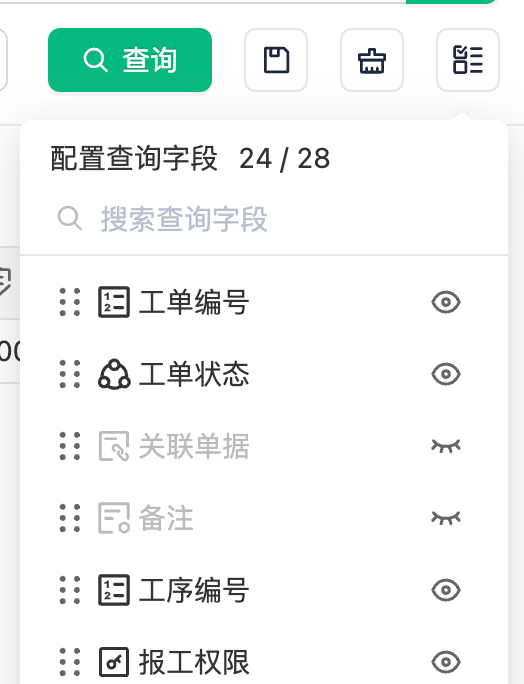 查询
配置查询字段 24 / 28
搜索查询字段
工单编号
00
工单状态
关联单据
备注
工序编号
报工权限